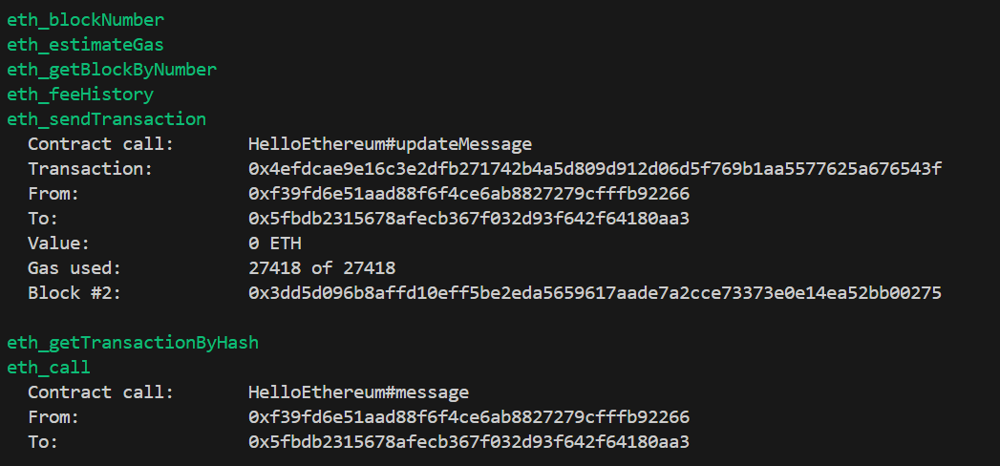 eth_blockNumber
eth_estimateGas
eth_getBlockByNumber
eth_feeHistory
eth_sendTransaction
Contract call: HelloEthereum#updateMessage
Transaction: 0x4efdcae9e16c3e2dfb271742b4a5d809d912d06d5f769b1aa5577625a676543f
From: 0xf39fd6e51aad88f6f4ce6ab8827279cfffb92266
To: 0x5fbdb2315678afecb367f032d93f642f64180aa3
Value: 0 ETH
Gas used: 27418 of 27418
Block #2: 0x3dd5d096b8affd10eff5be2eda5659617aade7a2cce73373e0e14ea52bb00275
eth_getTransactionByHash
eth_call
Contract call: HelloEthereum#message
From: 0xf39fd6e51aad88f6f4ce6ab8827279cfffb92266
To: 0x5fbdb2315678afecb367f032d93f642f64180aa3